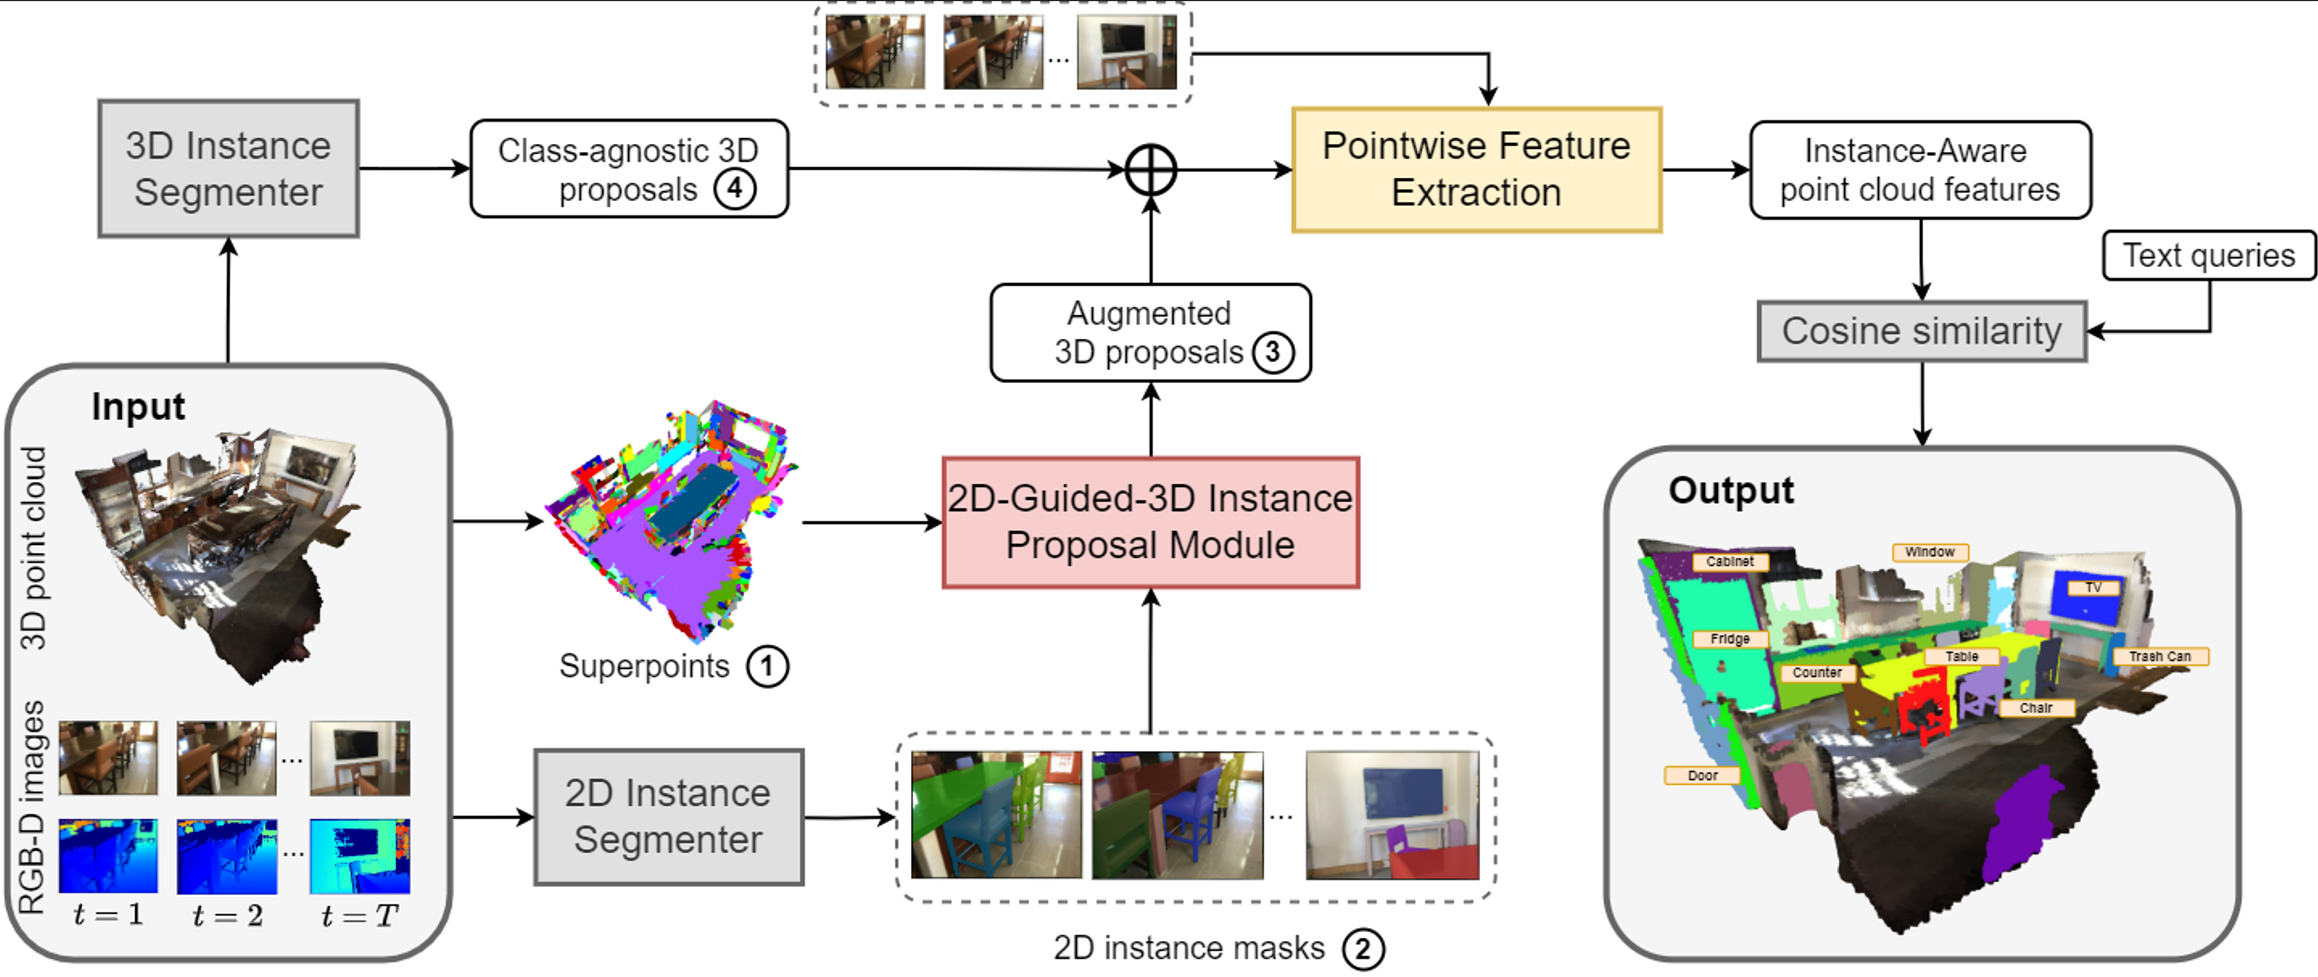 3D Instance
Segmenter
Class-agnostic 3D
proposals 4
...
Pointwise Feature
Extraction
Instance-Aware
point cloud features
Text queries
Cosine similarity
Augmented
3D proposals 3
Input
3D point cloud
RGB-D images
...
...
t = 1
t = 2
t = T
Superpoints 1
2D-Guided-3D Instance
Proposal Module
2D Instance
Segmenter
...
2D instance masks 2
Output
Cabinet
Window
TV
Fridge
Table
Trash Can
Counter
Chair
Door